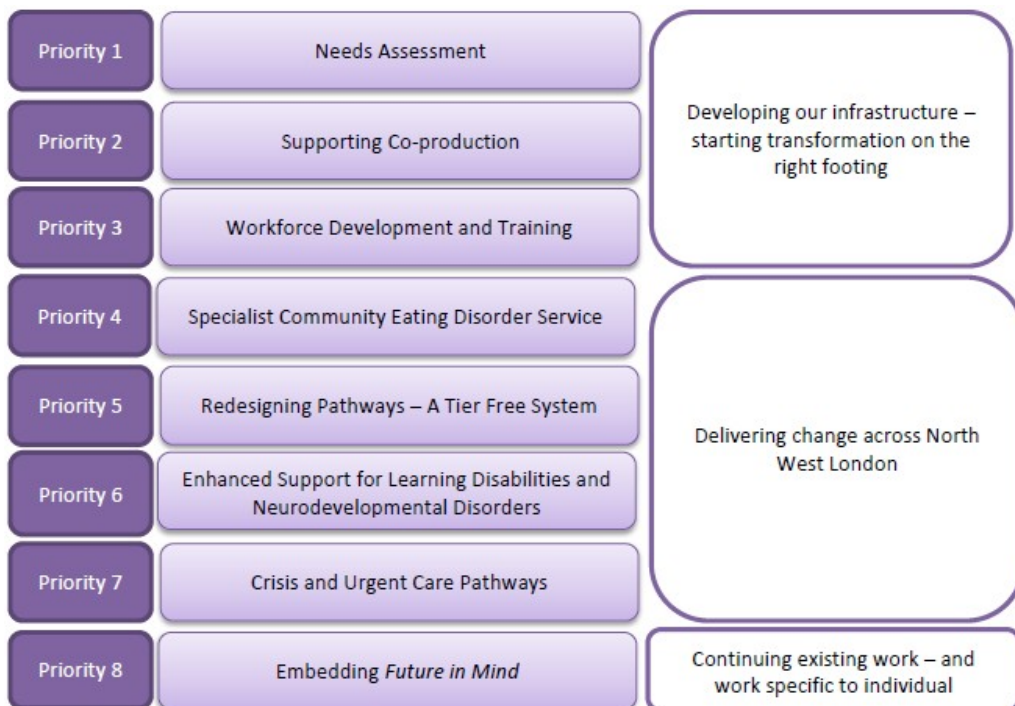 Priority 1
Needs Assessment
Priority 2
Supporting Co-production
Priority 3
Workforce Development and Training
Developing our infrastructure –
starting transformation on the
right footing
Priority 4
Specialist Community Eating Disorder Service
Priority 5
Redesigning Pathways – A Tier Free System
Priority 6
Enhanced Support for Learning Disabilities and
Neurodevelopmental Disorders
Priority 7
Crisis and Urgent Care Pathways
Delivering change across North
West London
Priority 8
Embedding Future in Mind
Continuing existing work – and
work specific to individual